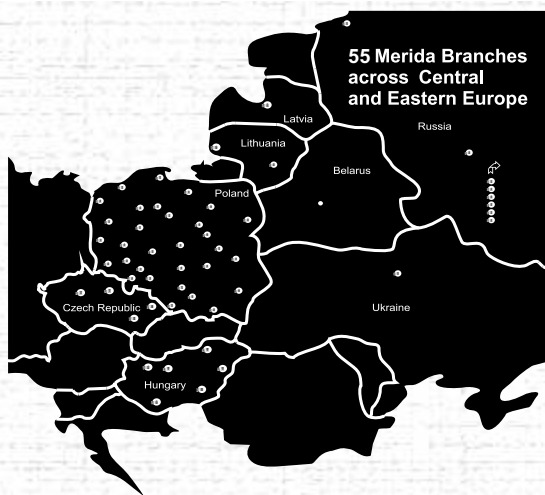 55 Merida Branches
across Central
and Eastern Europe
Russia
Latvia
Lithuania
Belarus
Poland
Czech Republic
Ukraine
Hungary